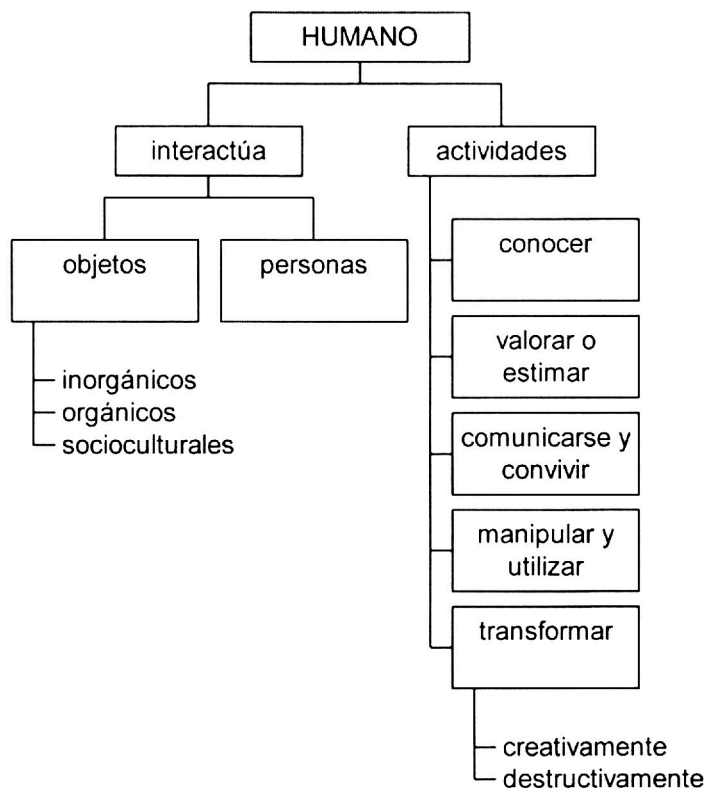 HUMANO
interactúa
actividades
objetos
personas
inorgánicos
orgánicos
socioculturales
conocer
valorar o
estimar
comunicarse y
convivir
manipular y
utilizar
transformar
creativamente
destructivamente